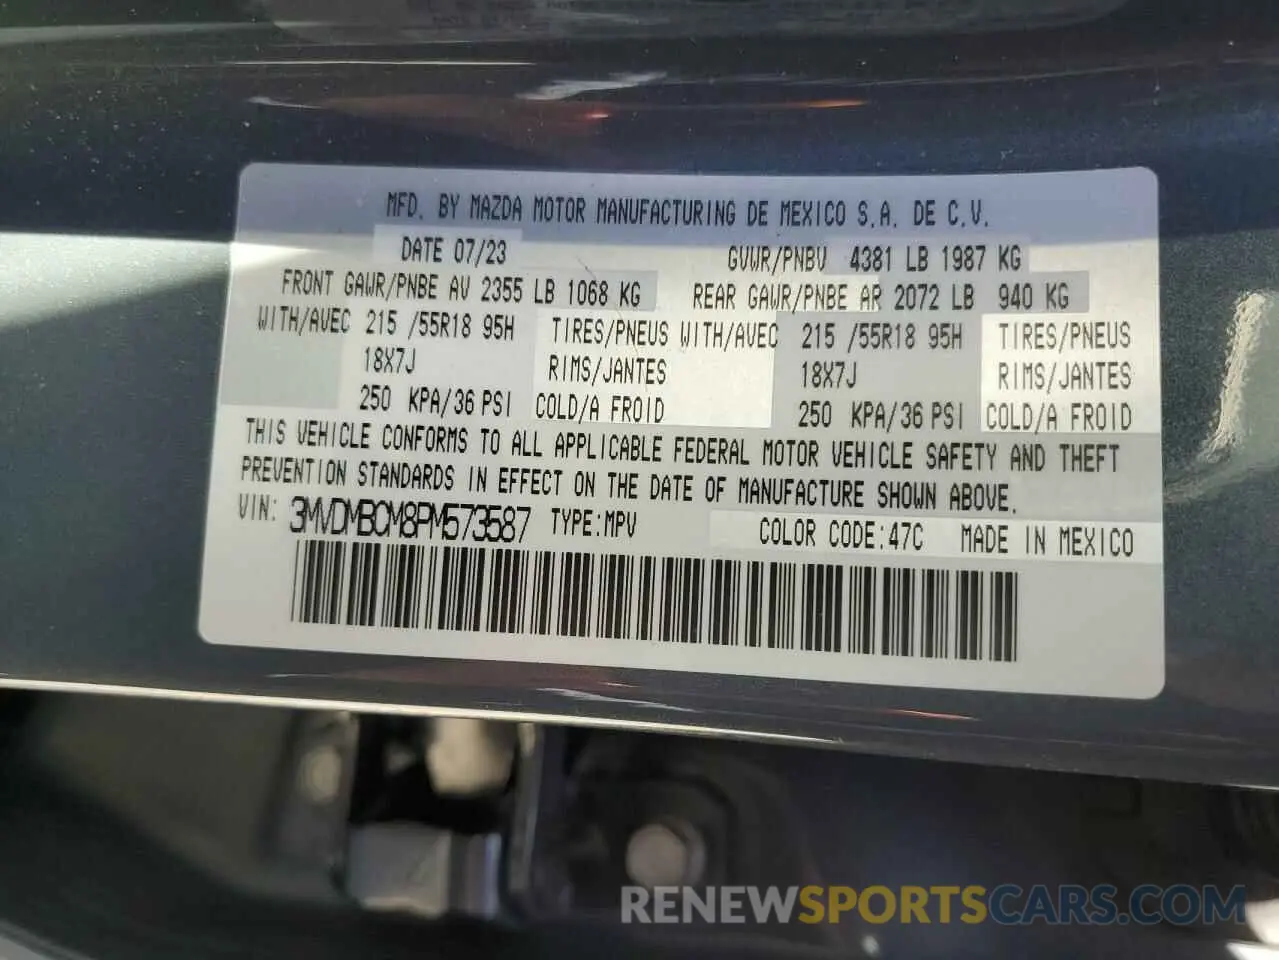 MFD. BY MAZDA MOTOR MANUFACTURING DE MEXICO S.A. DE C.V.
DATE 07/23 GVWR/PNBV 4381 LB 1987 KG
FRONT GAWR/PNBE AV 2355 LB 1068 KG REAR GAWR/PNBE AR 2072 LB 940 KG
WITH/AVEC 215 /55R18 95H TIRES/PNEUS WITH/AVEC 215 /55R18 95H TIRES/PNEUS
18X7J RIMS/JANTES 18X7J RIMS/JANTES
250 KPA/36 PSI COLD/A FROID 250 KPA/36 PSI COLD/A FROID
THIS VEHICLE CONFORMS TO ALL APPLICABLE FEDERAL MOTOR VEHICLE SAFETY AND THEFT
PREVENTION STANDARDS IN EFFECT ON THE DATE OF MANUFACTURE SHOWN ABOVE.
VIN: 3MVDMBCM8PM573587 TYPE:MPV COLOR CODE:47C MADE IN MEXICO
RENEWSPORTSCARS.COM